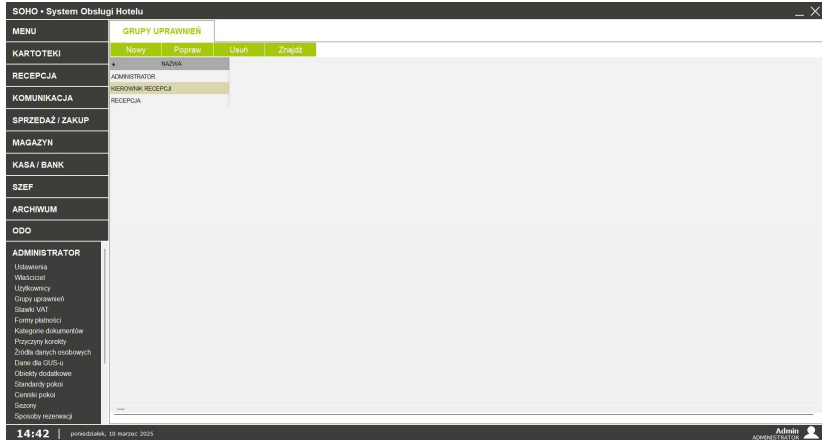 SOHO • System Obsługi Hotelu
MENU
KARTOTEKI
RECEPCJA
KOMUNIKACJA
SPRZEDAŻ / ZAKUP
MAGAZYN
KASA / BANK
SZEF
ARCHIWUM
ODO
ADMINISTRATOR
Ustawienia
Właściciel
Użytkownicy
Grupy uprawnień
Stawki VAT
Formy płatności
Kategorie dokumentów
Przyczyny korekty
Źródła danych osobowych
Dane dla GUS-u
Obiekty dodatkowe
Standardy pokoi
Cenniki pokoi
Sezony
Sposoby rezerwacji
GRUPY UPRAWNIEŃ
Nowy Popraw Usuń Znajdź
NAZWA
ADMINISTRATOR
KIEROWNIK RECEPCJI
RECEPCJA
14:42 | poniedziałek, 10 marzec 2025
Admin
ADMINISTRATOR